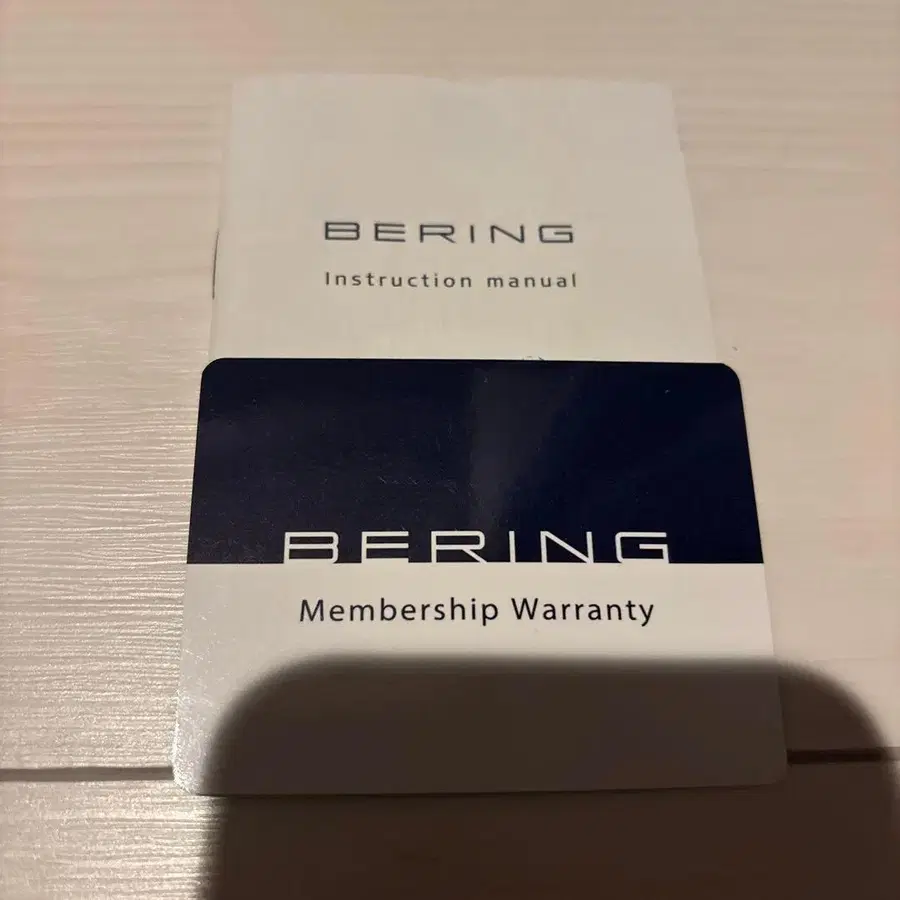 BERING
Instruction manual
BERING
Membership Warranty